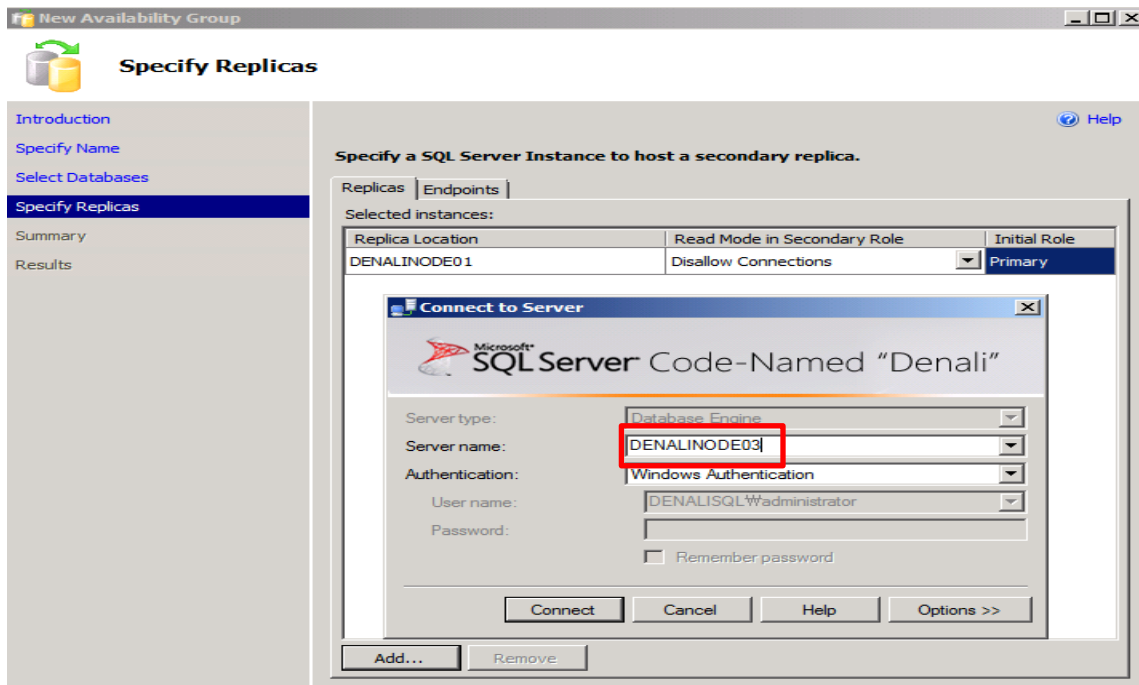 New Availability Group
Specify Replicas
Introduction
Specify Name
Select Databases
Specify Replicas
Summary
Results
Help
Specify a SQL Server Instance to host a secondary replica.
Replicas Endpoints
Selected instances:
Replica Location Read Mode in Secondary Role Initial Role
DENALINODE01 Disallow Connections Primary
Connect to Server
Microsoft®
SQL Server Code-Named "Denali"
Server type: Database Engine
Server name: DENALINODE03
Authentication: Windows Authentication
User name: DENALISQL₩administrator
Password:
Remember password
Connect Cancel Help Options >>
Add... Remove